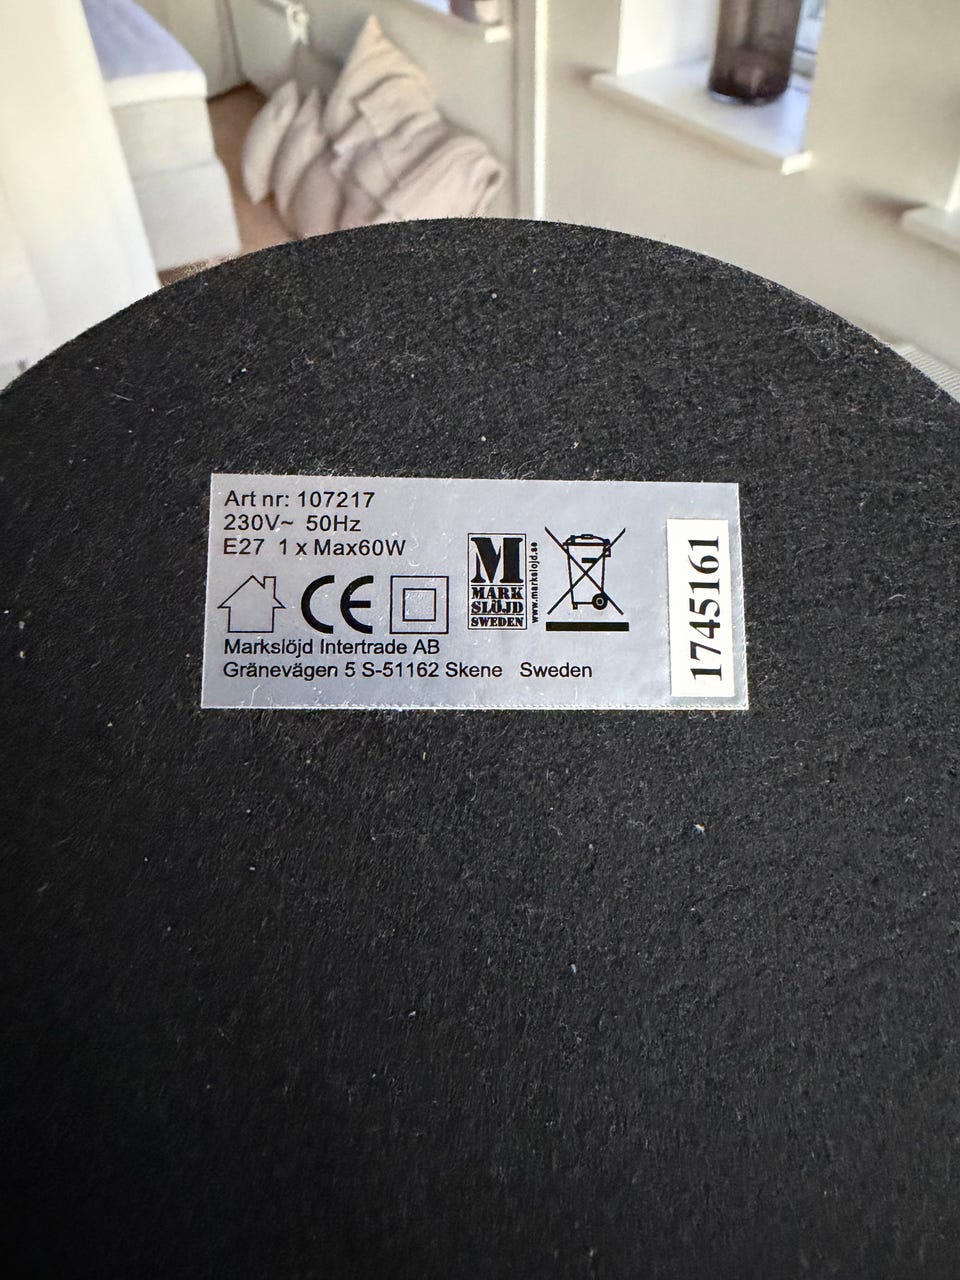 Art nr: 107217
230V~ 50Hz
E27 1 x Max60W
CE
M
MARK
SLÖJD
SWEDEN
www.markslojd.se
Markslöjd Intertrade AB
Gränevägen 5 S-51162 Skene Sweden
1745161